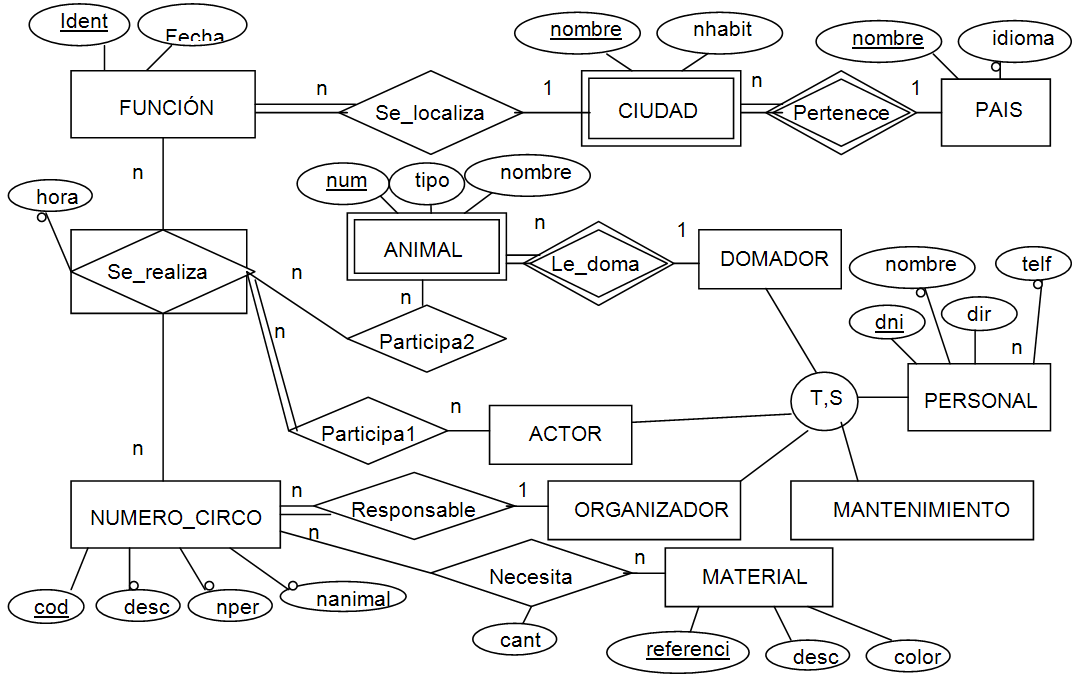 Ident
Fecha
nombre
nhabit
nombre
idioma
FUNCIÓN
n
Se_localiza
1
CIUDAD
n
Pertenece
1
PAIS
n
hora
num
tipo
nombre
ANIMAL
n
Le_doma
1
DOMADOR
nombre
telf
Se_realiza
n
n
n
Participa2
dni
dir
n
T,S
PERSONAL
Participa1
n
ACTOR
n
NUMERO_CIRCO
n
Responsable
1
ORGANIZADOR
MANTENIMIENTO
n
Necesita
n
MATERIAL
cod
desc
nper
nanimal
cant
referenci
desc
color